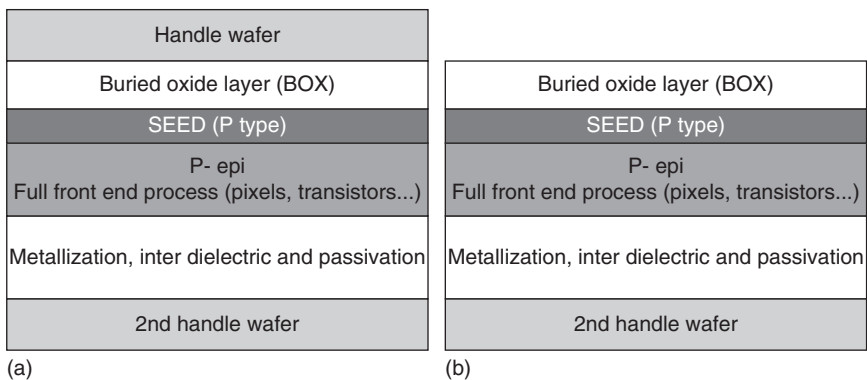 Handle wafer
Buried oxide layer (BOX)
SEED (P type)
P- epi
Full front end process (pixels, transistors...)
Metallization, inter dielectric and passivation
2nd handle wafer
(a)
Buried oxide layer (BOX)
SEED (P type)
P- epi
Full front end process (pixels, transistors...)
Metallization, inter dielectric and passivation
2nd handle wafer
(b)